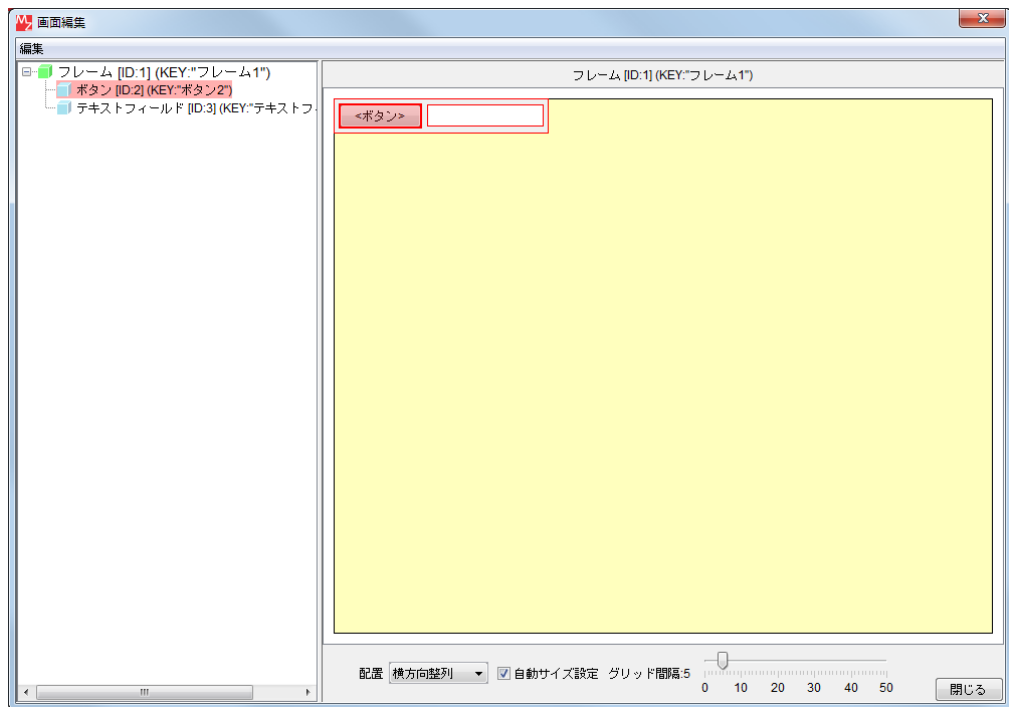 画面編集
編集
フレーム [ID:1] (KEY:"フレーム1")
ボタン [ID:2] (KEY:"ボタン2")
テキストフィールド [ID:3] (KEY:"テキストフ
フレーム [ID:1] (KEY:"フレーム1")
<ボタン>
配置 横方向整列 自動サイズ設定 グリッド間隔:5
0 10 20 30 40 50
閉じる